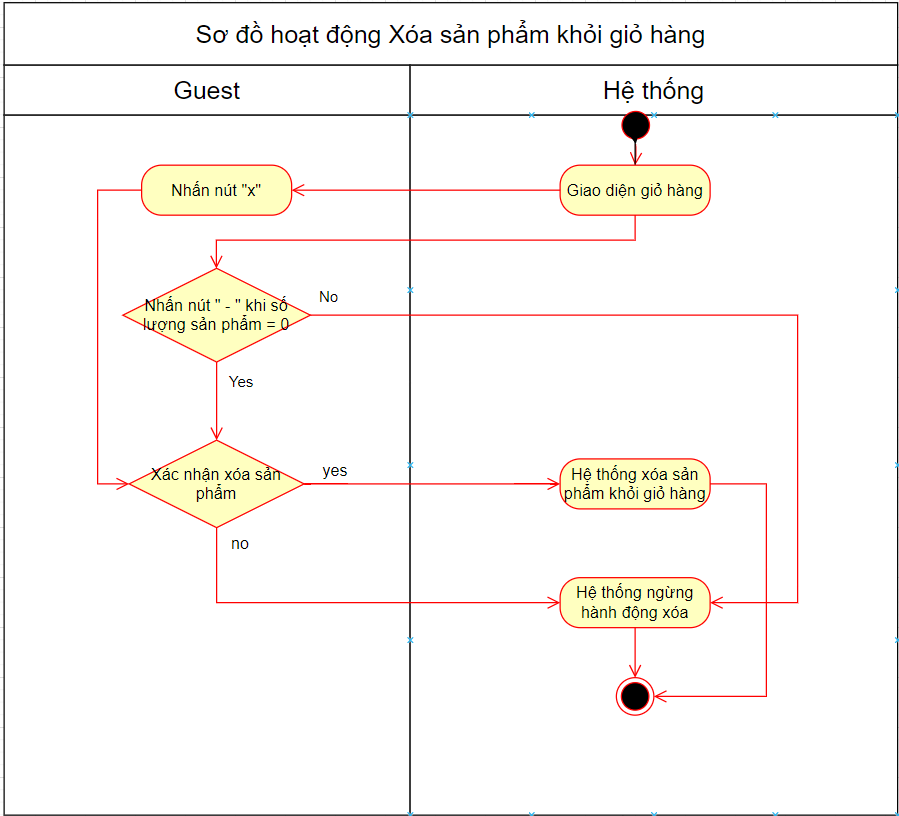 Sơ đồ hoạt động Xóa sản phẩm khỏi giỏ hàng
Guest
Hệ thống
Nhấn nút "x"
Giao diện giỏ hàng
Nhấn nút " - " khi số
lượng sản phẩm = 0
No
Yes
Xác nhận xóa sản
phẩm
yes
Hệ thống xóa sản
phẩm khỏi giỏ hàng
no
Hệ thống ngừng
hành động xóa